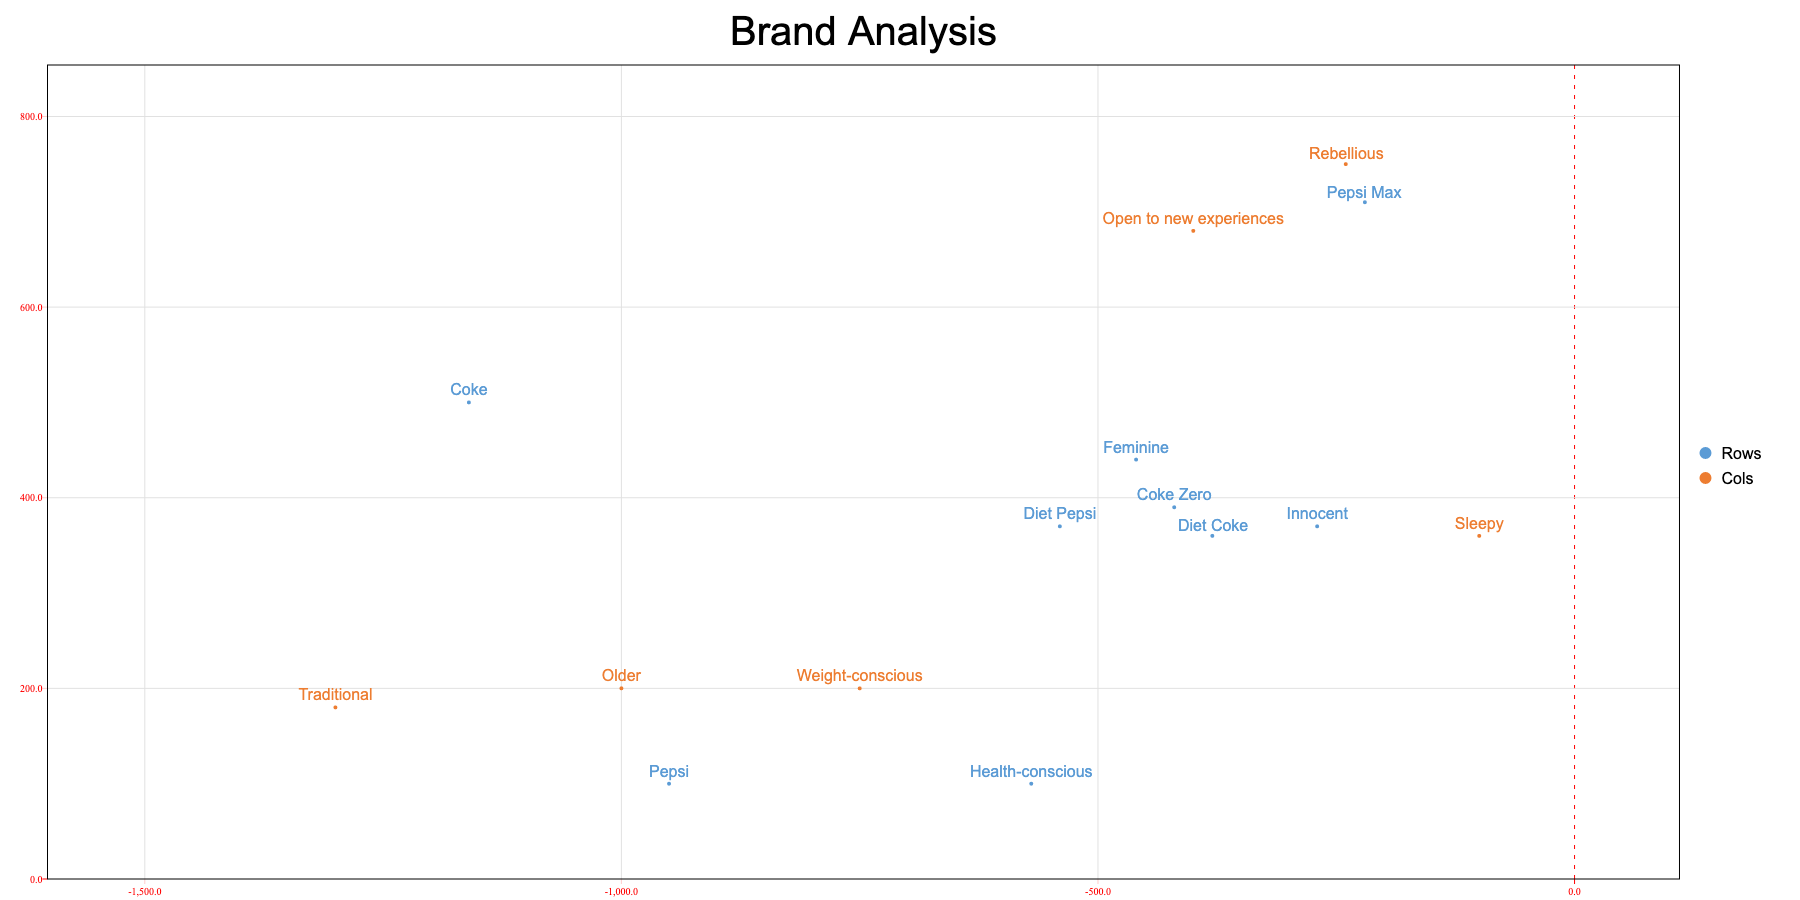 Brand Analysis
800.0
Rebellious
Pepsi Max
Open to new experiences
600.0
Coke
Feminine
Rows
Cols
400.0
Coke Zero
Diet Pepsi
Diet Coke
Innocent
Sleepy
200.0
Older
Weight-conscious
Traditional
Pepsi
Health-conscious
0.0
-1,500.0
-1,000.0
-500.0
0.0